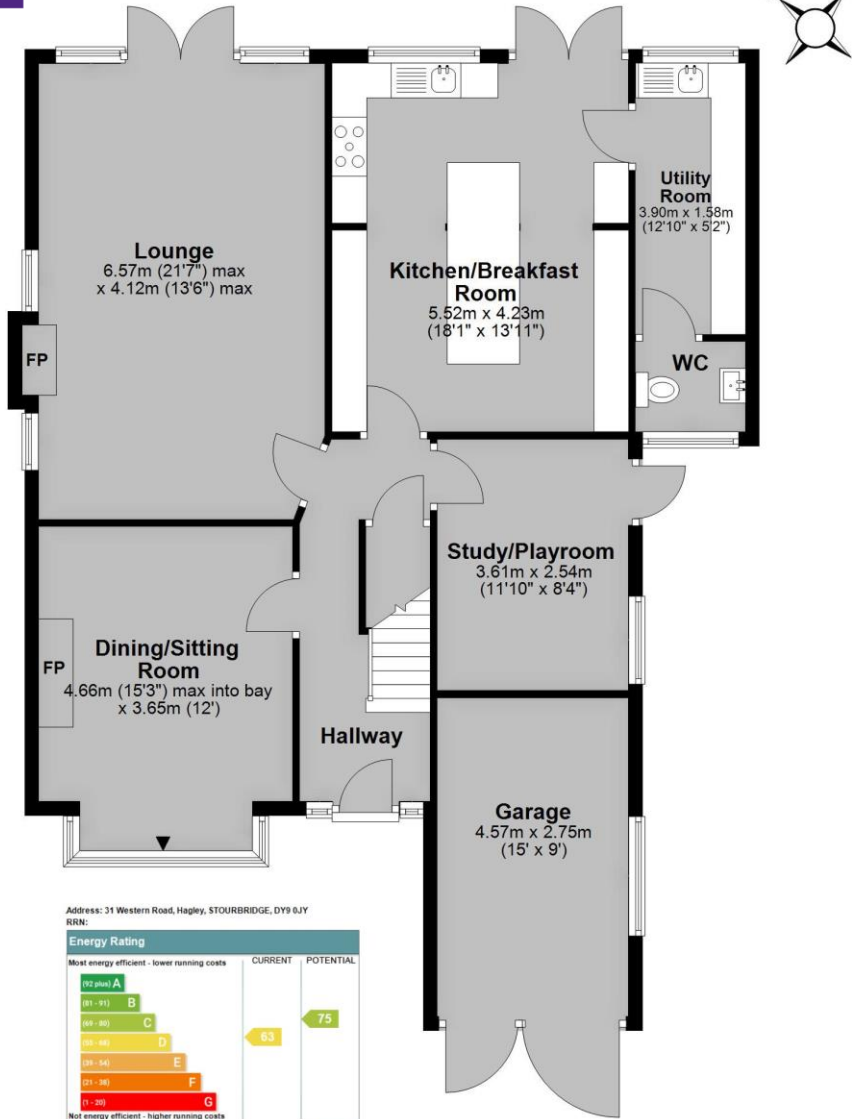 Lounge
6.57m (21'7") max
x 4.12m (13'6") max
FP
Kitchen/Breakfast
Room
5.52m x 4.23m
(18'1" x 13'11")
Utility
Room
3.90m x 1.58m
(12'10" x 5'2")
WC
Study/Playroom
3.61m x 2.54m
(11'10" x 8'4")
Dining/Sitting
Room
4.66m (15'3") max into bay
x 3.65m (12')
FP
Hallway
Garage
4.57m x 2.75m
(15' x 9')
Address: 31 Western Road, Hagley, STOURBRIDGE, DY9 0JY
RRN:
Energy Rating
Most energy efficient - lower running costs
CURRENT POTENTIAL
(92 plus) A
(81 - 91) B
(69 - 80) C
(55 - 68) D
(39 - 54) E
(21 - 38) F
(1 - 20) G
63
75
Not energy efficient - higher running costs